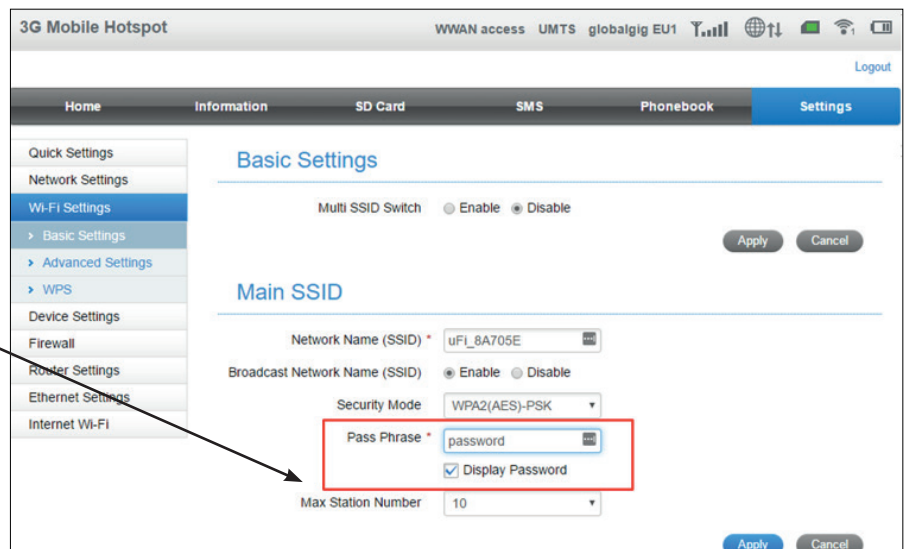 3G Mobile Hotspot WWAN access UMTS globalgig EU1
1
Logout
Home Information SD Card SMS Phonebook Settings
Quick Settings
Network Settings
Wi-Fi Settings
› Basic Settings
› Advanced Settings
› WPS
Device Settings
Firewall
Router Settings
Ethernet Settings
Internet Wi-Fi
Basic Settings
Multi SSID Switch Enable Disable
Apply Cancel
Main SSID
Network Name (SSID) * uFi_8A705E
Broadcast Network Name (SSID) Enable Disable
Security Mode WPA2(AES)-PSK
Pass Phrase * password
Display Password
Max Station Number 10
Apply Cancel